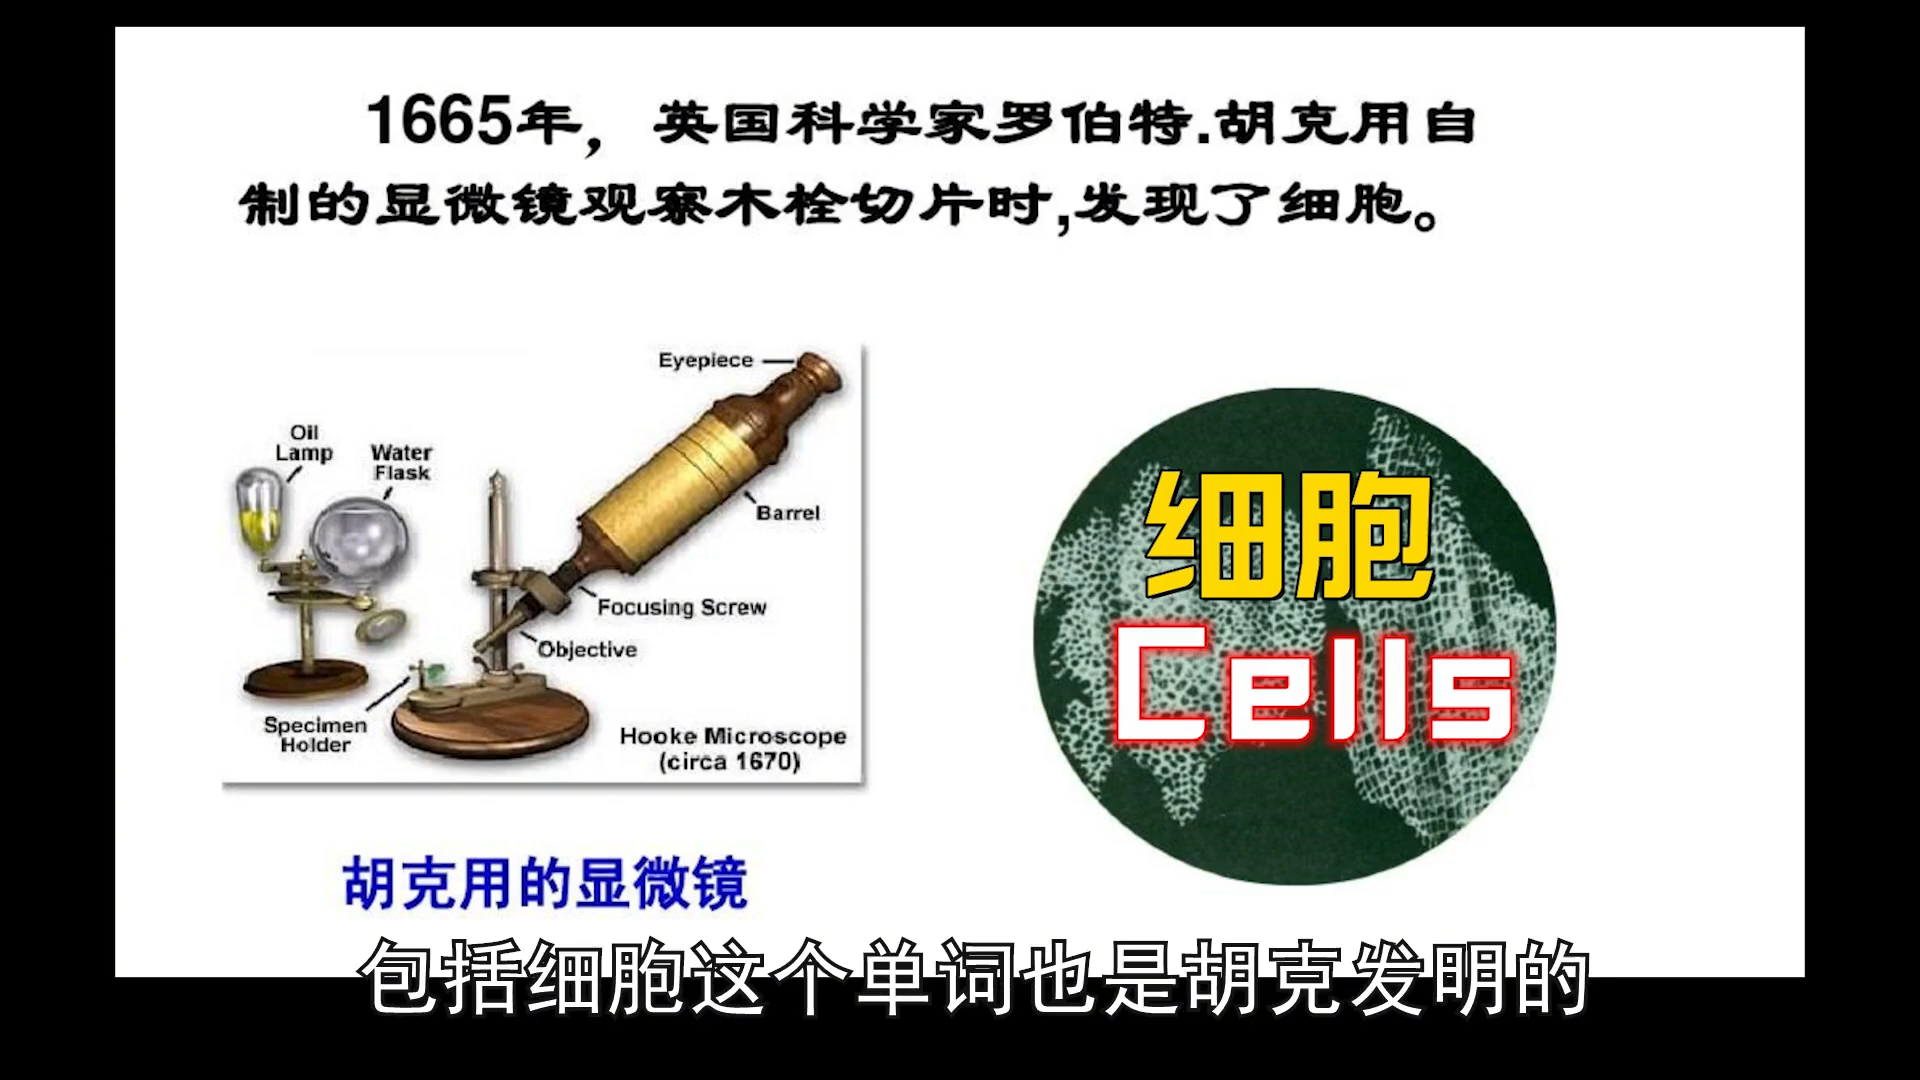 1665年，英国科学家罗伯特.胡克用自
制的显微镜观察木栓切片时,发现了细胞。
Eyepiece
Oil
Lamp
Water
Flask
Barrel
Focusing Screw
Objective
Specimen
Holder
Hooke Microscope
(circa 1670)
细胞
Cells
胡克用的显微镜
包括细胞这个单词也是胡克发明的